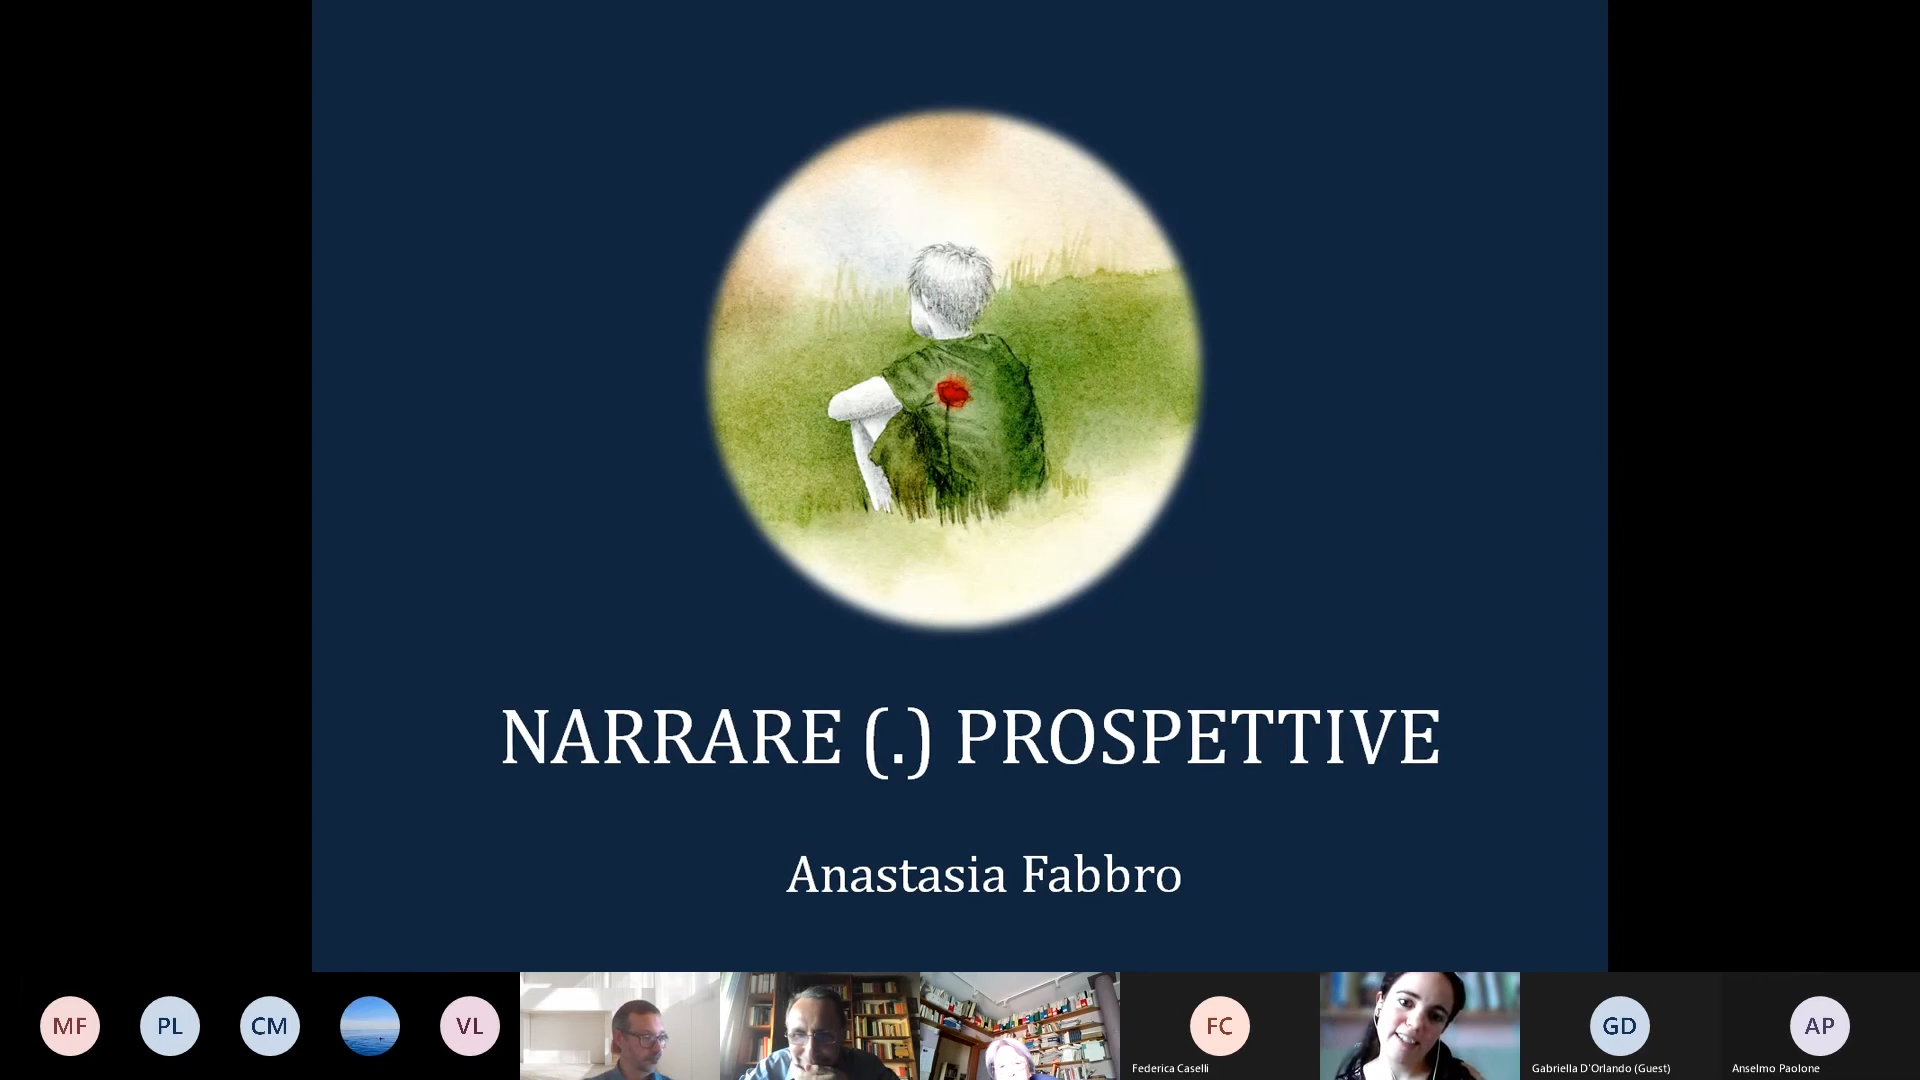 NARRARE (.) PROSPETTIVE
Anastasia Fabbro
MF
PL
CM
VL
FC
Federica Caselli
GD
Gabriella D'Orlando (Guest)
AP
Anselmo Paolone